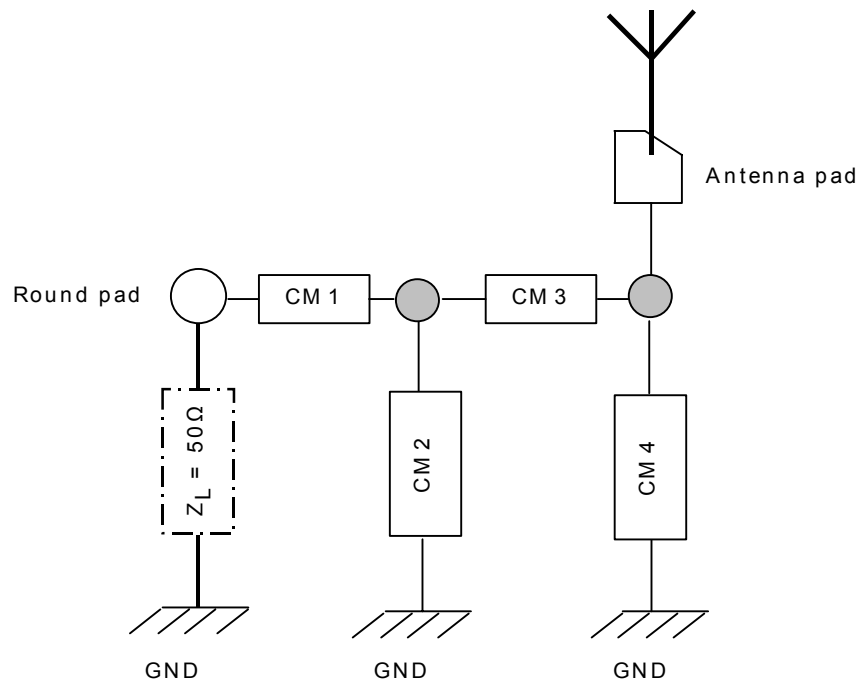 Antenna pad
Round pad
CM 1
CM 3
Z_L = 50Ω
CM 2
CM 4
GND
GND
GND